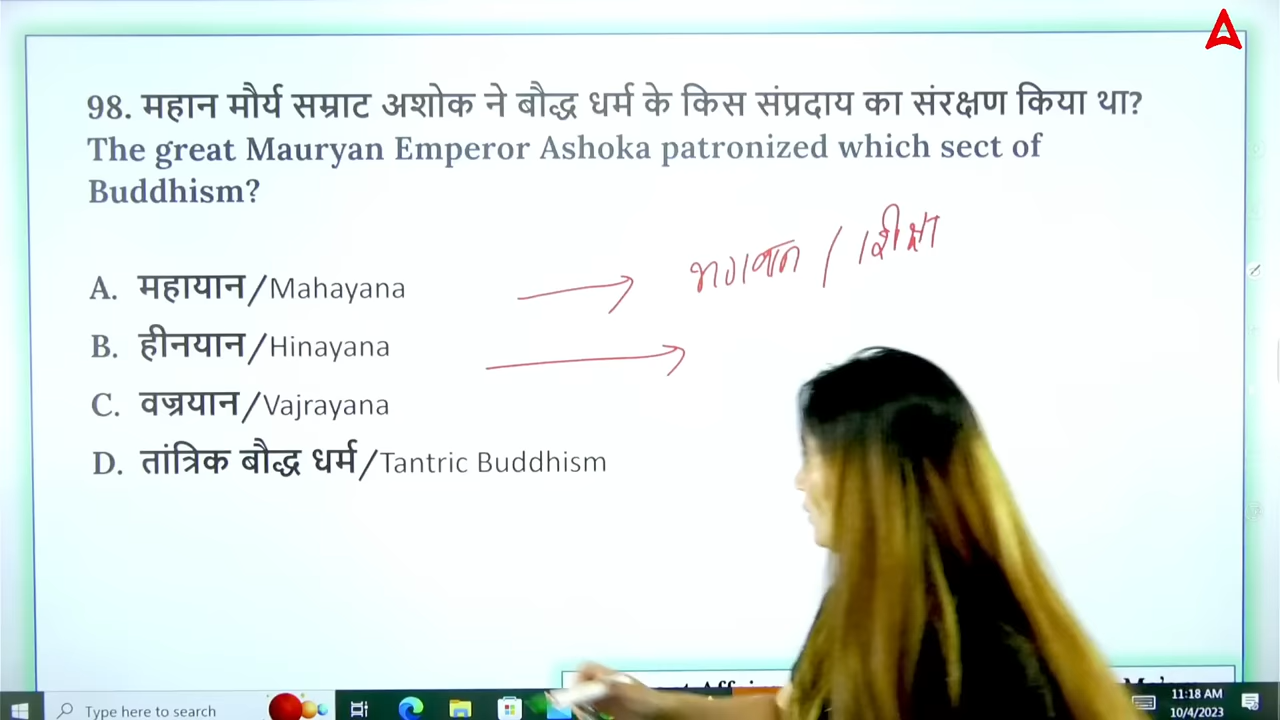 98. महान मौर्य सम्राट अशोक ने बौद्ध धर्म के किस संप्रदाय का संरक्षण किया था?
The great Mauryan Emperor Ashoka patronized which sect of
Buddhism?
भगवान / शिक्षा
A. महायान/Mahayana
B. हीनयान/Hinayana
C. वज्रयान/Vajrayana
D. तांत्रिक बौद्ध धर्म/Tantric Buddhism
Type here to search
11:18 AM
10/4/2023